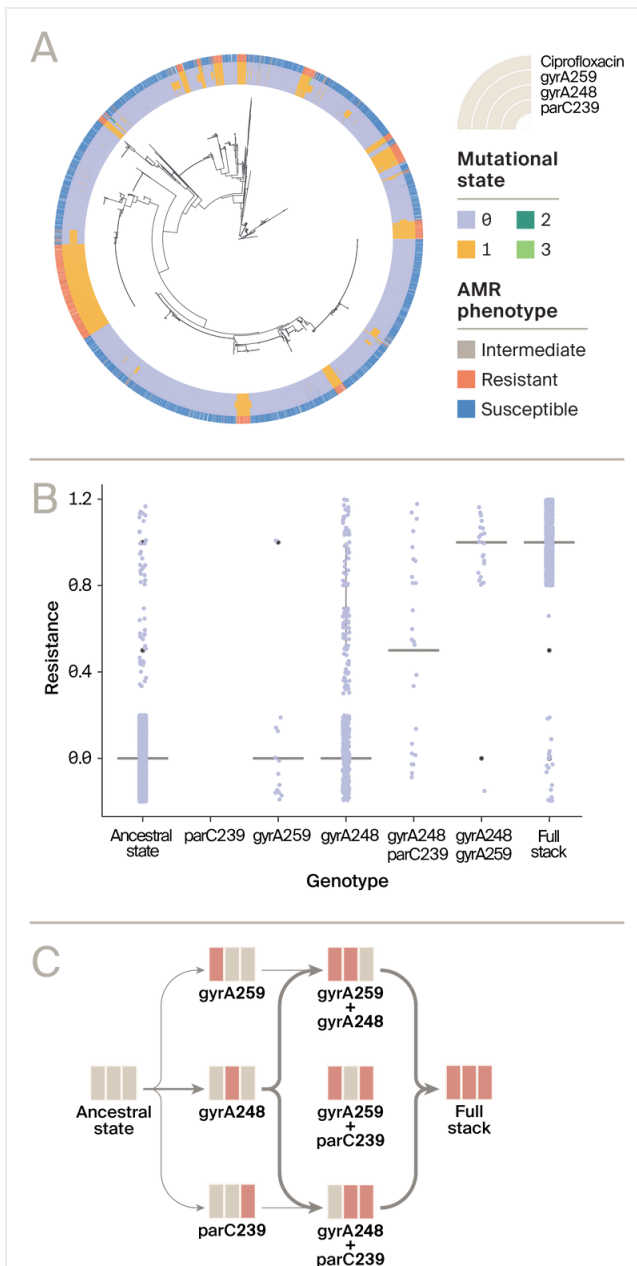 A
Ciprofloxacin
gyrA259
gyrA248
parC239
Mutational
state
0 2
1 3
AMR
phenotype
Intermediate
Resistant
Susceptible
B
1.2
0.8
0.4
0.0
Resistance
Ancestral
state
parC239
gyrA259
gyrA248
gyrA248
parC239
gyrA248
gyrA259
Full
stack
Genotype
C
gyrA259
gyrA259
+
gyrA248
Ancestral
state
gyrA248
gyrA259
+
parC239
Full
stack
parC239
gyrA248
+
parC239